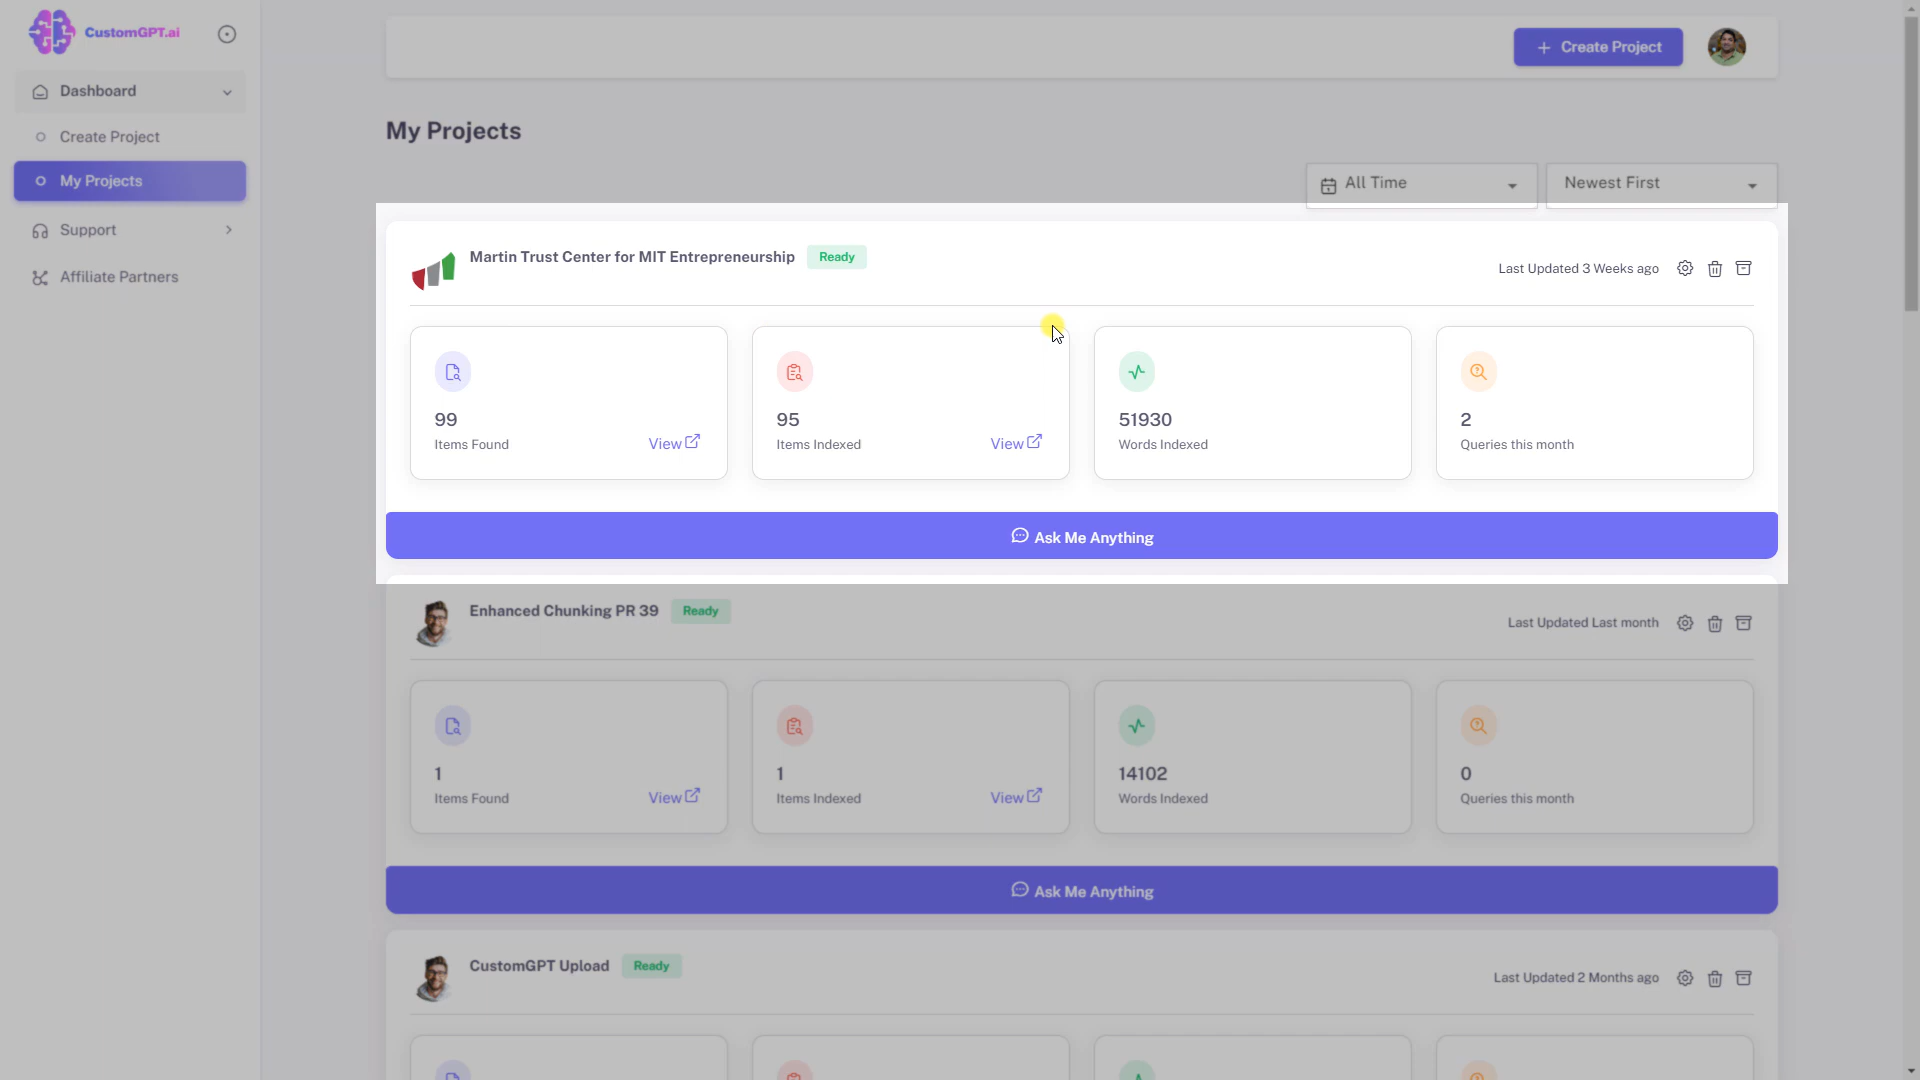 CustomGPT.ai
Create Project
Dashboard
Create Project
My Projects
Support
Affiliate Partners
My Projects
All Time
Newest First
Martin Trust Center for MIT Entrepreneurship
Ready
Last Updated 3 Weeks ago
99
Items Found
View
95
Items Indexed
View
51930
Words Indexed
2
Queries this month
Ask Me Anything
Enhanced Chunking PR 39
Ready
Last Updated Last month
1
Items Found
View
1
Items Indexed
View
14102
Words Indexed
0
Queries this month
Ask Me Anything
CustomGPT Upload
Ready
Last Updated 2 Months ago